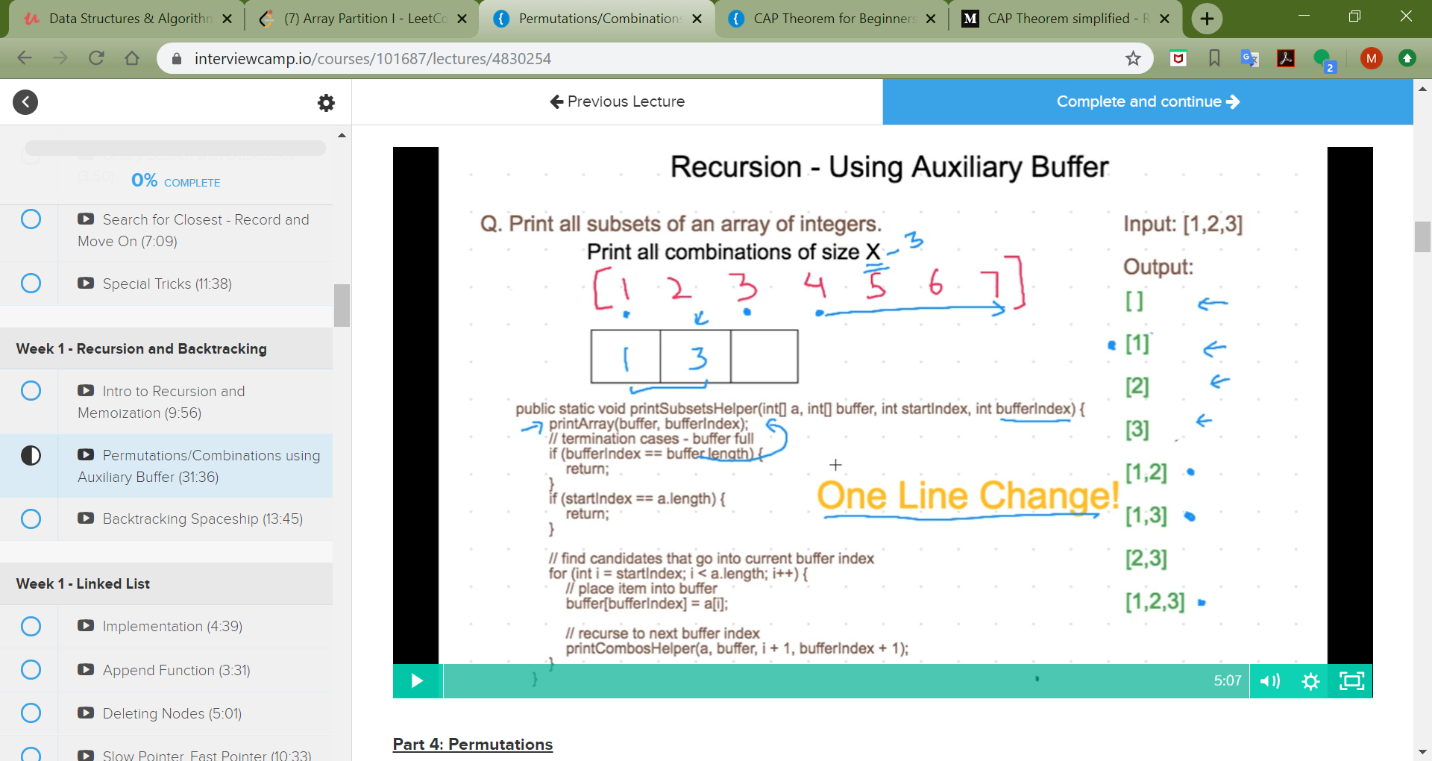 Data Structures & Algorithm
(7) Array Partition I - LeetCo
Permutations/Combination
CAP Theorem for Beginners
CAP Theorem simplified - R
interviewcamp.io/courses/101687/lectures/4830254
2
M
Previous Lecture
Complete and continue
0% COMPLETE
Search for Closest - Record and
Move On (7:09)
Special Tricks (11:38)
Week 1 - Recursion and Backtracking
Intro to Recursion and
Memoization (9:56)
Permutations/Combinations using
Auxiliary Buffer (31:36)
Backtracking Spaceship (13:45)
Week 1 - Linked List
Implementation (4:39)
Append Function (3:31)
Deleting Nodes (5:01)
Slow Pointer, Fast Pointer (10:33)
Recursion - Using Auxiliary Buffer
Q. Print all subsets of an array of integers.
Print all combinations of size X - 3
[ 1 2 3 4 5 6 7 ]
1 3
public static void printSubsetsHelper(int[] a, int[] buffer, int startIndex, int bufferIndex) {
printArray(buffer, bufferIndex);
// termination cases - buffer full
if (bufferIndex == buffer.length) {
return;
}
if (startIndex == a.length) {
return;
}
// find candidates that go into current buffer index
for (int i = startIndex; i < a.length; i++) {
// place item into buffer
buffer[bufferIndex] = a[i];
// recurse to next buffer index
printCombosHelper(a, buffer, i + 1, bufferIndex + 1);
}
}
One Line Change!
Input: [1,2,3]
Output:
[ ]
[1]
[2]
[3]
[1,2]
[1,3]
[2,3]
[1,2,3]
5:07
Part 4: Permutations